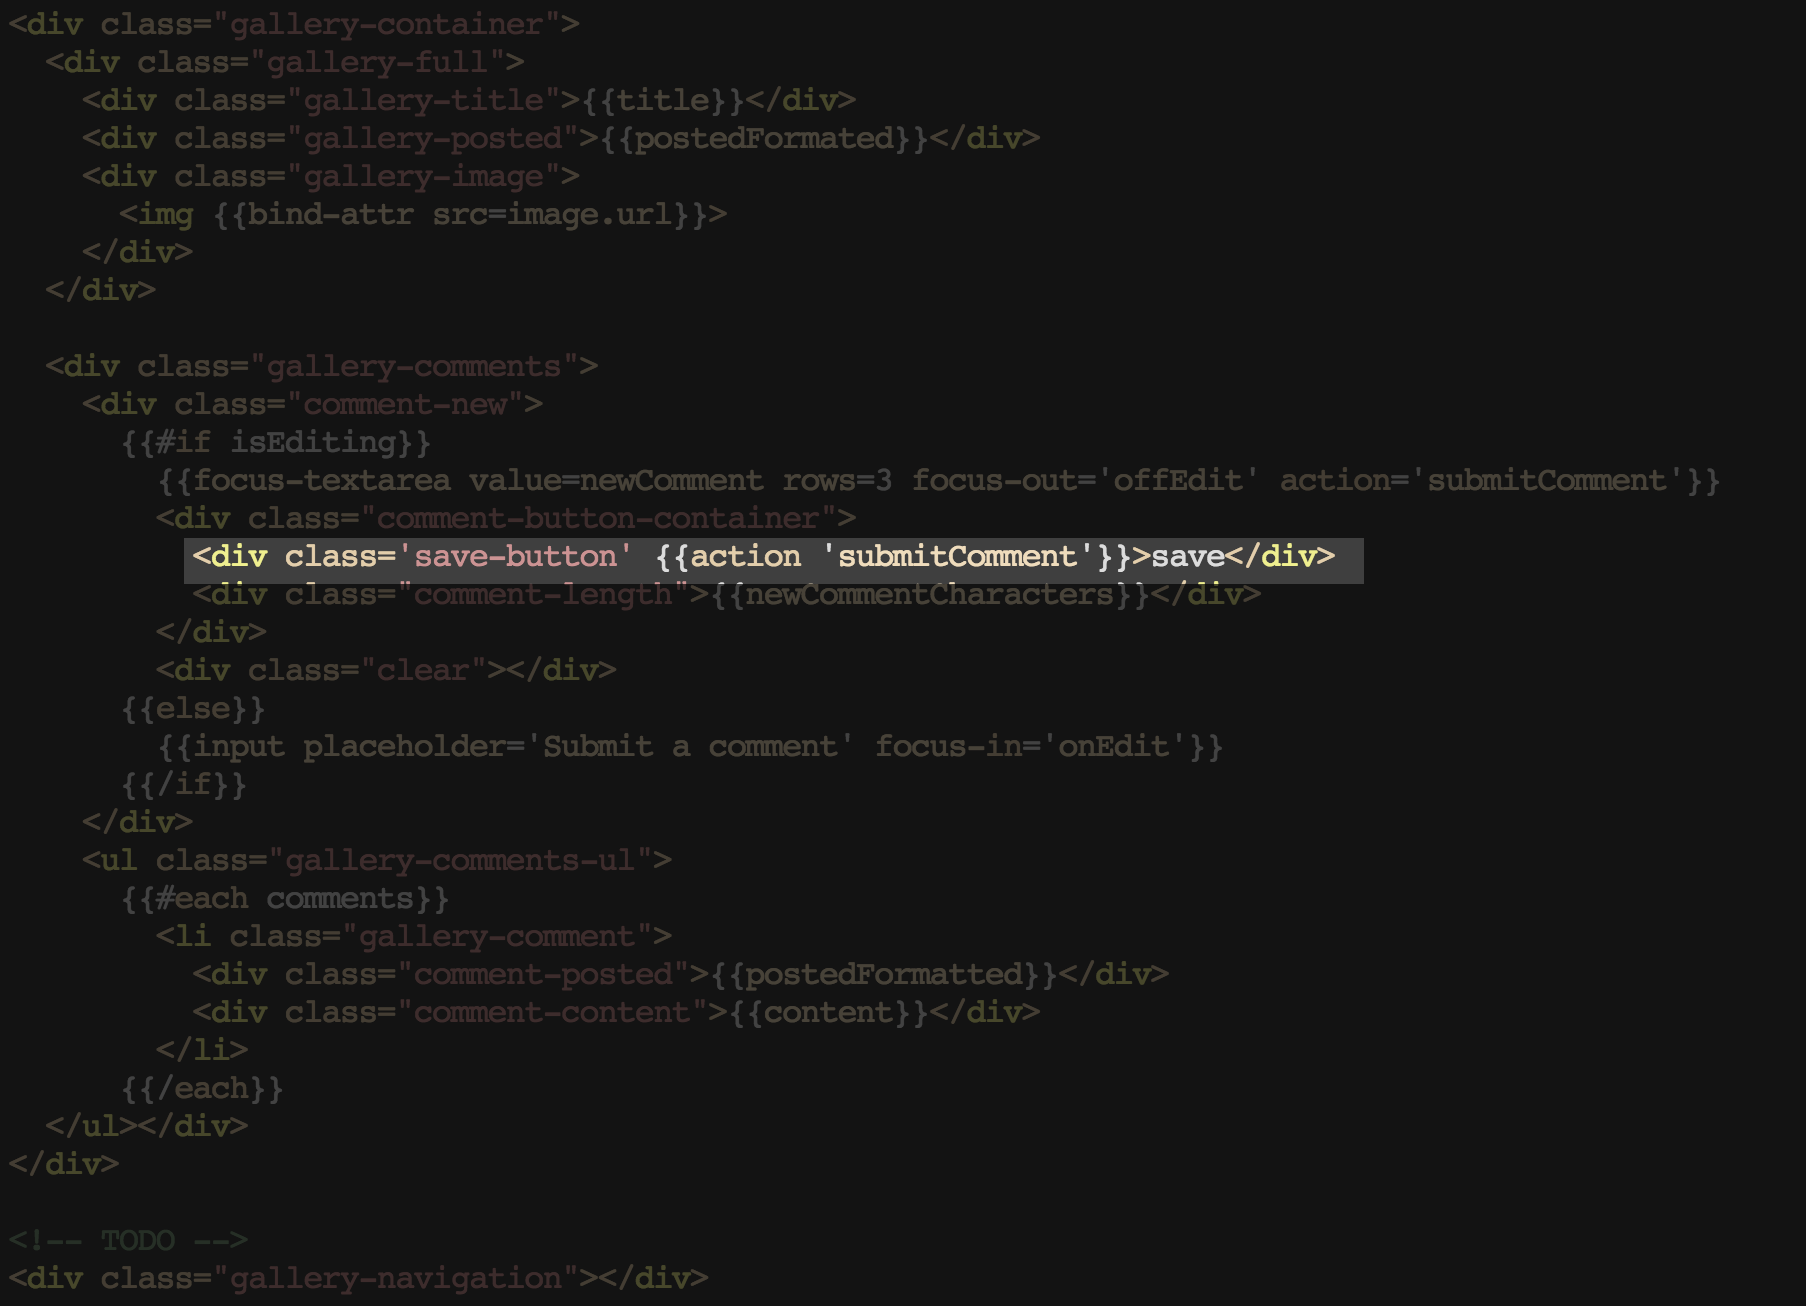 <div class="gallery-container">
  <div class="gallery-full">
    <div class="gallery-title">{{title}}</div>
    <div class="gallery-posted">{{postedFormated}}</div>
    <div class="gallery-image">
      <img {{bind-attr src=image.url}}>
    </div>
  </div>

  <div class="gallery-comments">
    <div class="comment-new">
      {{#if isEditing}}
        {{focus-textarea value=newComment rows=3 focus-out='offEdit' action='submitComment'}}
        <div class="comment-button-container">
          <div class='save-button' {{action 'submitComment'}}>save</div>
          <div class="comment-length">{{newCommentCharacters}}</div>
        </div>
        <div class="clear"></div>
      {{else}}
        {{input placeholder='Submit a comment' focus-in='onEdit'}}
      {{/if}}
    </div>
    <ul class="gallery-comments-ul">
      {{#each comments}}
        <li class="gallery-comment">
          <div class="comment-posted">{{postedFormatted}}</div>
          <div class="comment-content">{{content}}</div>
        </li>
      {{/each}}
  </ul></div>
</div>

<!-- TODO -->
<div class="gallery-navigation"></div>